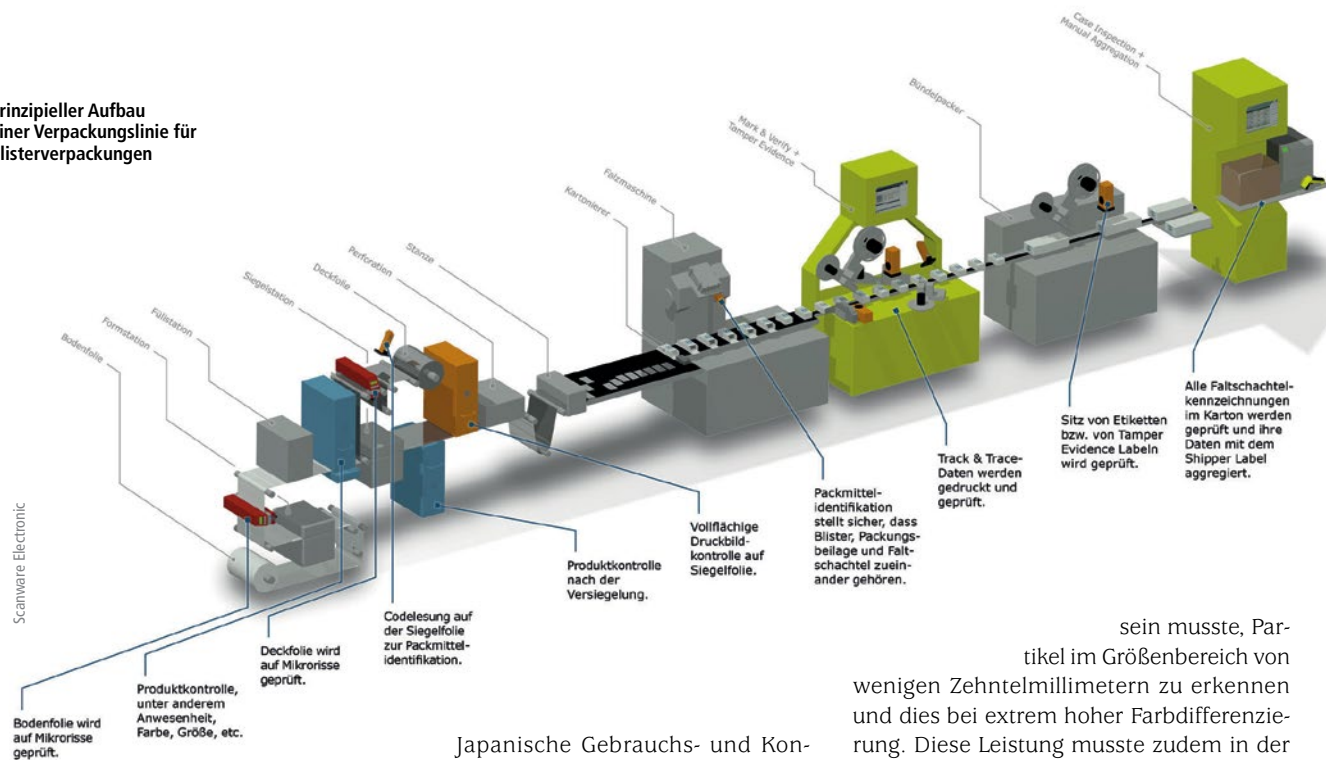 rinzipieller Aufbau
iner Verpackungslinie für
listerverpackungen
Bodenfolie
Formstation
Füllstation
Siegelstation
Deckfolie
Perforation
Stanze
Kartonierer
Falzmaschine
Mark & Verify +
Tamper Evidence
Bündelpacker
Case Inspection +
Manual Aggregation
Bodenfolie wird
auf Mikrorisse
geprüft.
Produktkontrolle,
unter anderem
Anwesenheit,
Farbe, Größe, etc.
Deckfolie wird
auf Mikrorisse
geprüft.
Codelesung auf
der Siegelfolie
zur Packmittel-
identifikation.
Produktkontrolle
nach der
Versiegelung.
Vollflächige
Druckbild-
kontrolle auf
Siegelfolie.
Packmittel-
identifikation
stellt sicher, dass
Blister, Packungs-
beilage und Falt-
schachtel zuein-
ander gehören.
Track & Trace-
Daten werden
gedruckt und
geprüft.
Sitz von Etiketten
bzw. von Tamper
Evidence Labeln
wird geprüft.
Alle Faltschachtel-
kennzeichnungen
im Karton werden
geprüft und ihre
Daten mit dem
Shipper Label
aggregiert.
Scanware Electronic
Japanische Gebrauchs- und Kon-
sein musste, Par-
tikel im Größenbereich von
wenigen Zehntelmillimetern zu erkennen
und dies bei extrem hoher Farbdifferenzie-
rung. Diese Leistung musste zudem in der